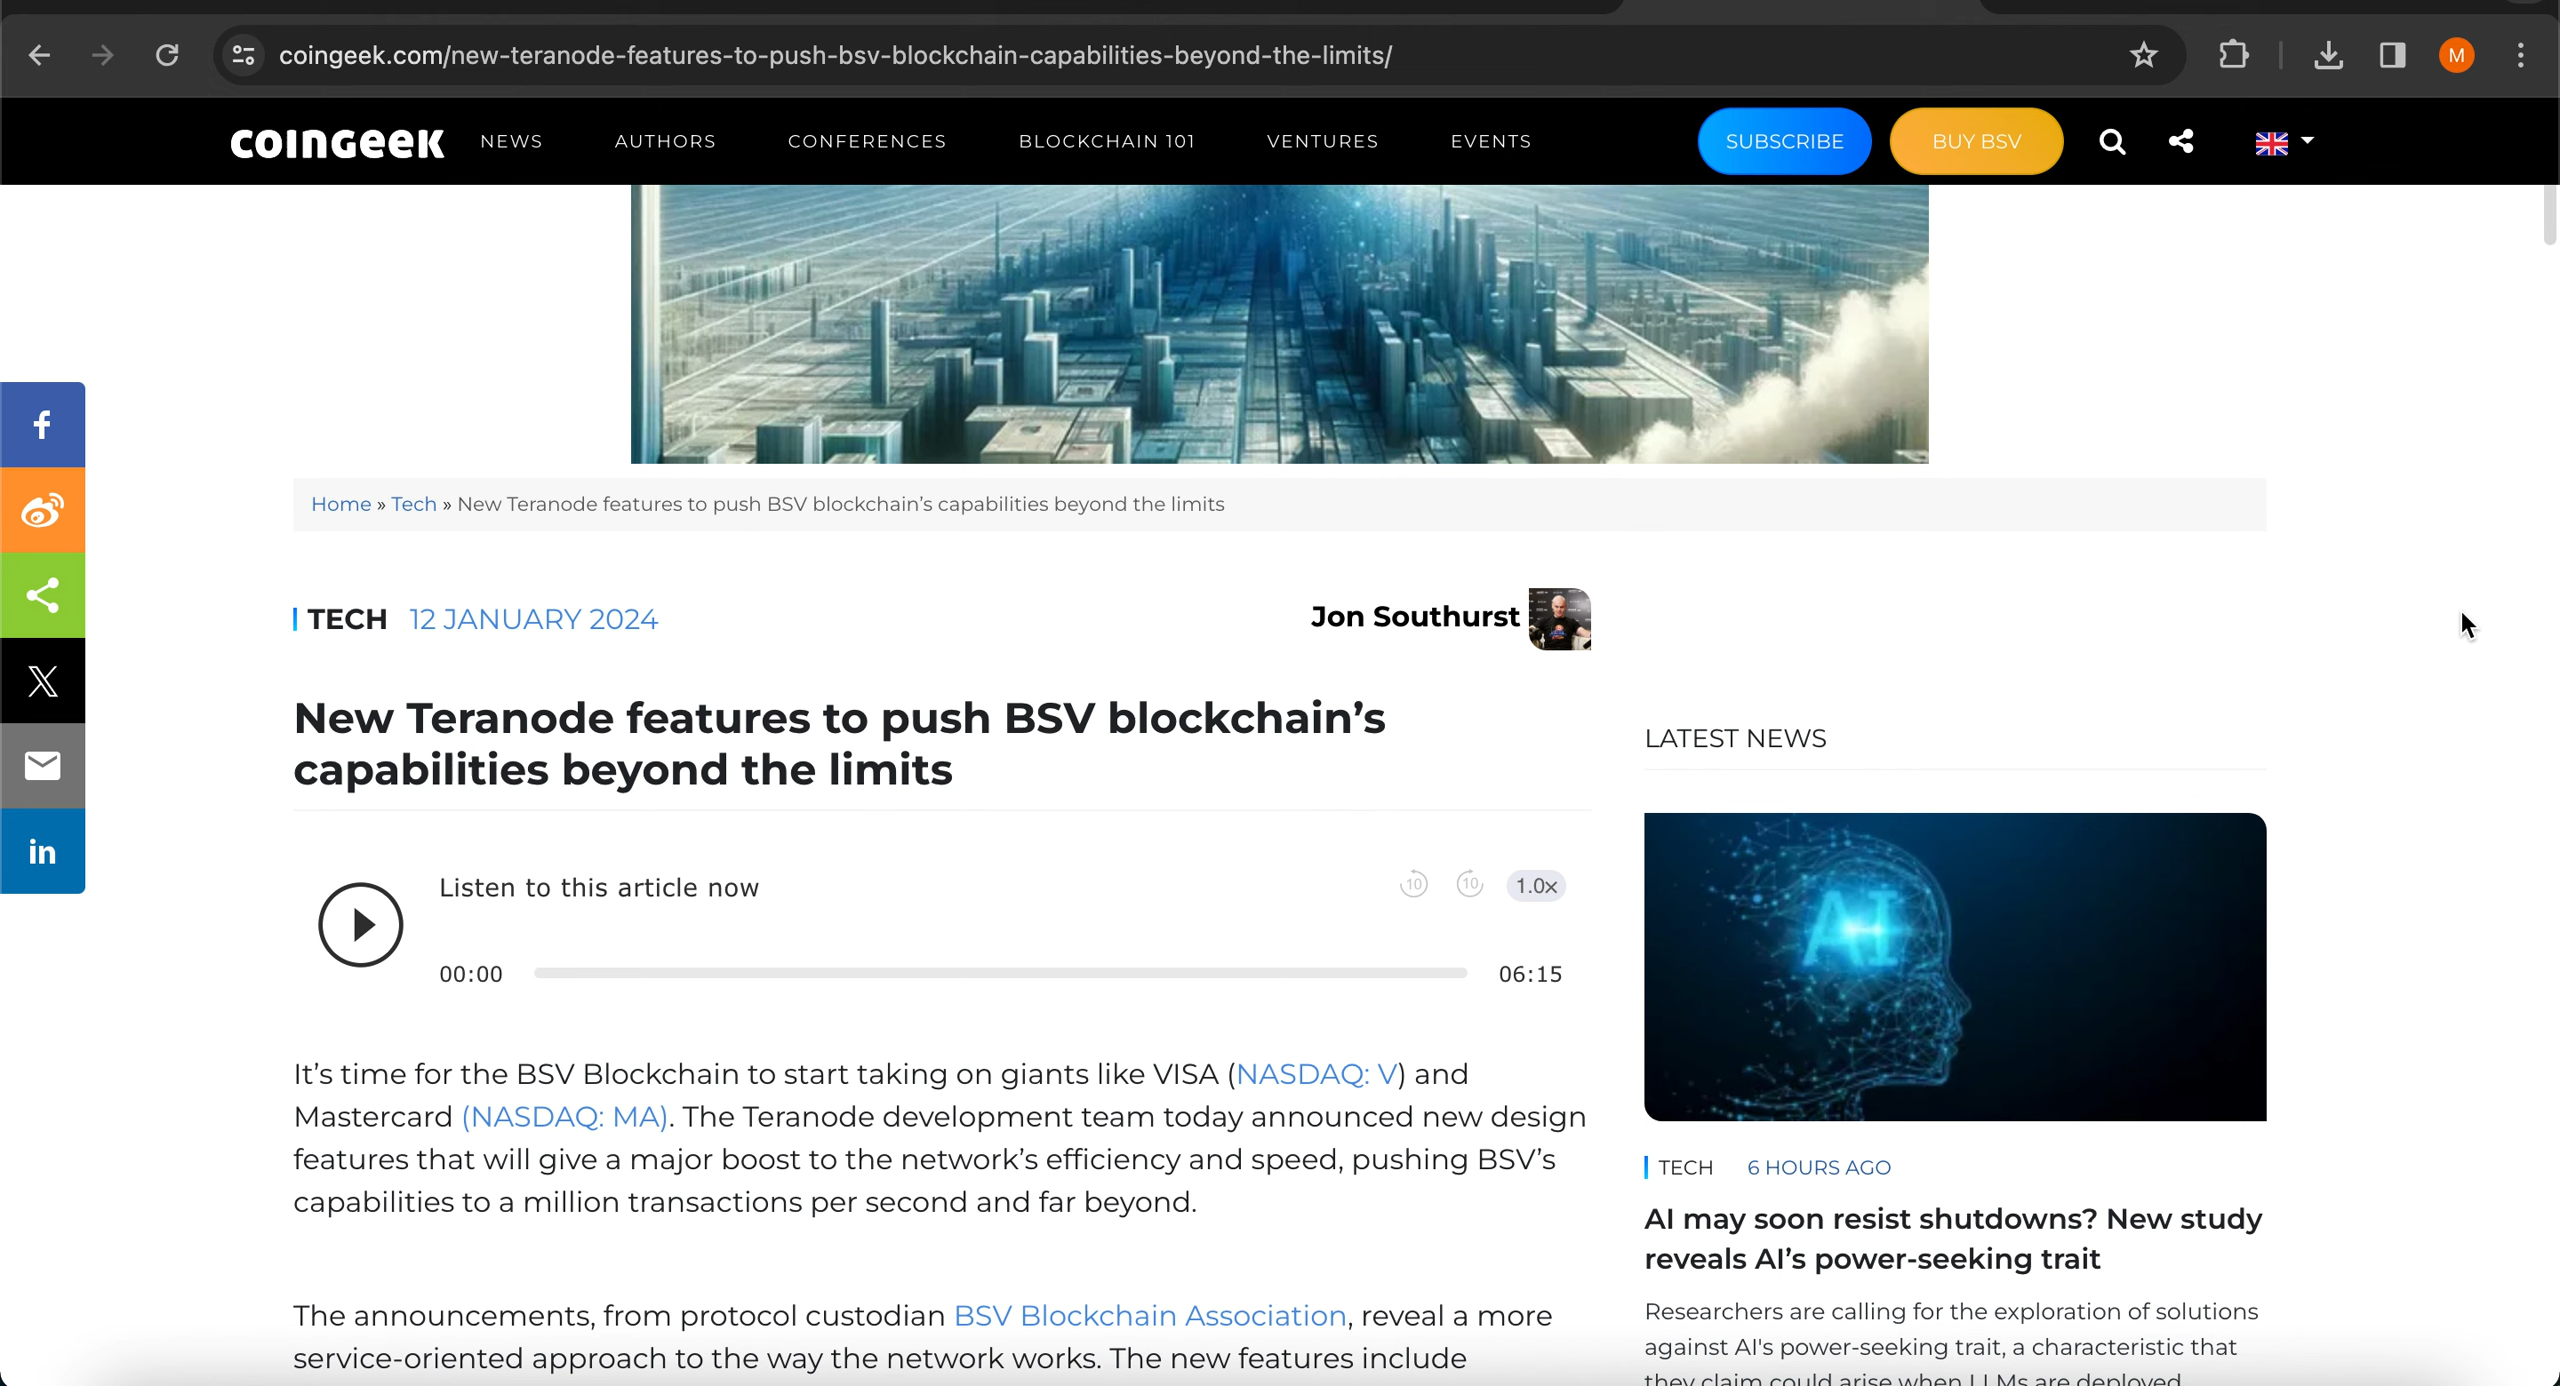 coingeek.com/new-teranode-features-to-push-bsv-blockchain-capabilities-beyond-the-limits/
M
COINGEEK
NEWS
AUTHORS
CONFERENCES
BLOCKCHAIN 101
VENTURES
EVENTS
SUBSCRIBE
BUY BSV
Home » Tech » New Teranode features to push BSV blockchain’s capabilities beyond the limits
TECH 12 JANUARY 2024
Jon Southurst
New Teranode features to push BSV blockchain’s
capabilities beyond the limits
Listen to this article now
10
10
1.0x
00:00
06:15
It’s time for the BSV Blockchain to start taking on giants like VISA (NASDAQ: V) and
Mastercard (NASDAQ: MA). The Teranode development team today announced new design
features that will give a major boost to the network’s efficiency and speed, pushing BSV’s
capabilities to a million transactions per second and far beyond.
The announcements, from protocol custodian BSV Blockchain Association, reveal a more
service-oriented approach to the way the network works. The new features include
LATEST NEWS
AI
TECH 6 HOURS AGO
AI may soon resist shutdowns? New study
reveals AI’s power-seeking trait
Researchers are calling for the exploration of solutions
against AI's power-seeking trait, a characteristic that
they claim could arise when LLMs are deployed